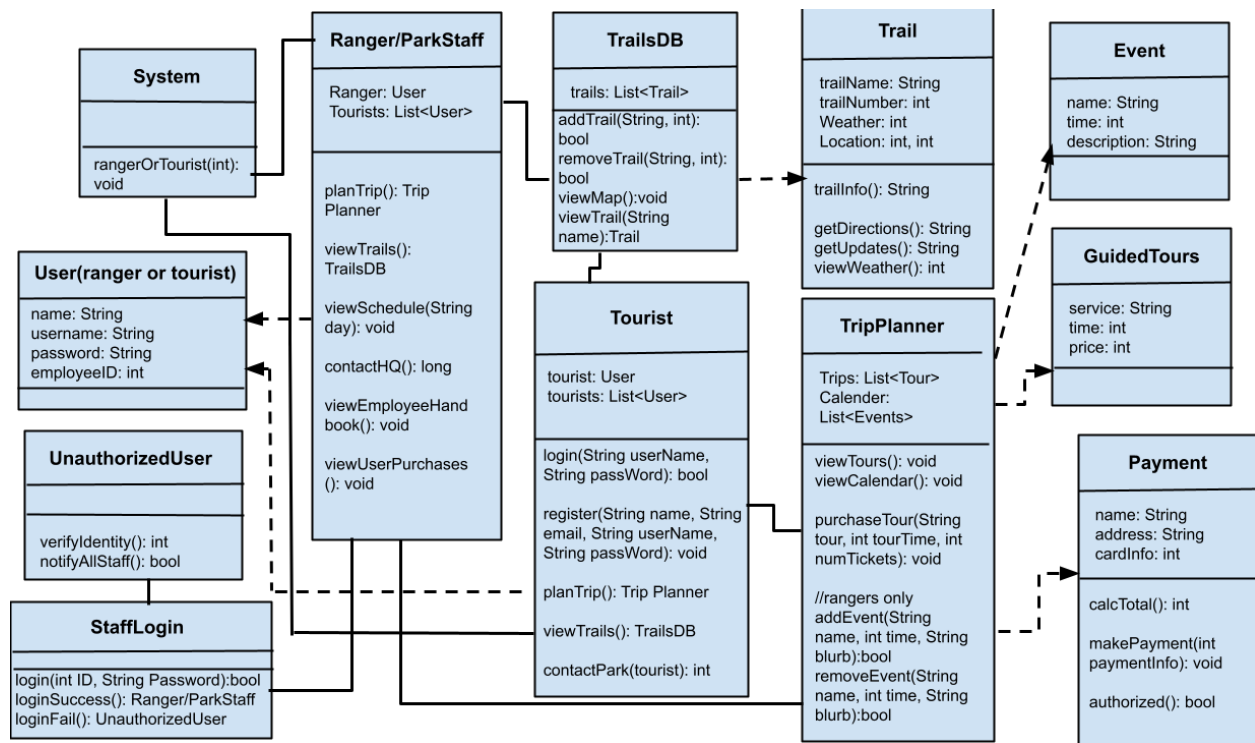 System
rangerOrTourist(int):
void
Ranger/ParkStaff
Ranger: User
Tourists: List<User>
planTrip(): Trip
Planner
viewTrails():
TrailsDB
viewSchedule(String
day): void
contactHQ(): long
viewEmployeeHand
book(): void
viewUserPurchases
(): void
TrailsDB
trails: List<Trail>
addTrail(String, int):
bool
removeTrail(String, int):
bool
viewMap():void
viewTrail(String
name):Trail
Trail
trailName: String
trailNumber: int
Weather: int
Location: int, int
trailInfo(): String
getDirections(): String
getUpdates(): String
viewWeather(): int
Event
name: String
time: int
description: String
User(ranger or tourist)
name: String
username: String
password: String
employeeID: int
GuidedTours
service: String
time: int
price: int
Tourist
tourist: User
tourists: List<User>
login(String userName,
String passWord): bool
register(String name, String
email, String userName,
String passWord): void
planTrip(): Trip Planner
viewTrails(): TrailsDB
contactPark(tourist): int
TripPlanner
Trips: List<Tour>
Calender:
List<Events>
viewTours(): void
viewCalendar(): void
purchaseTour(String
tour, int tourTime, int
numTickets): void
//rangers only
addEvent(String
name, int time, String
blurb):bool
removeEvent(String
name, int time, String
blurb):bool
UnauthorizedUser
verifyIdentity(): int
notifyAllStaff(): bool
Payment
name: String
address: String
cardInfo: int
calcTotal(): int
makePayment(int
paymentInfo): void
authorized(): bool
StaffLogin
login(int ID, String Password):bool
loginSuccess(): Ranger/ParkStaff
loginFail(): UnauthorizedUser